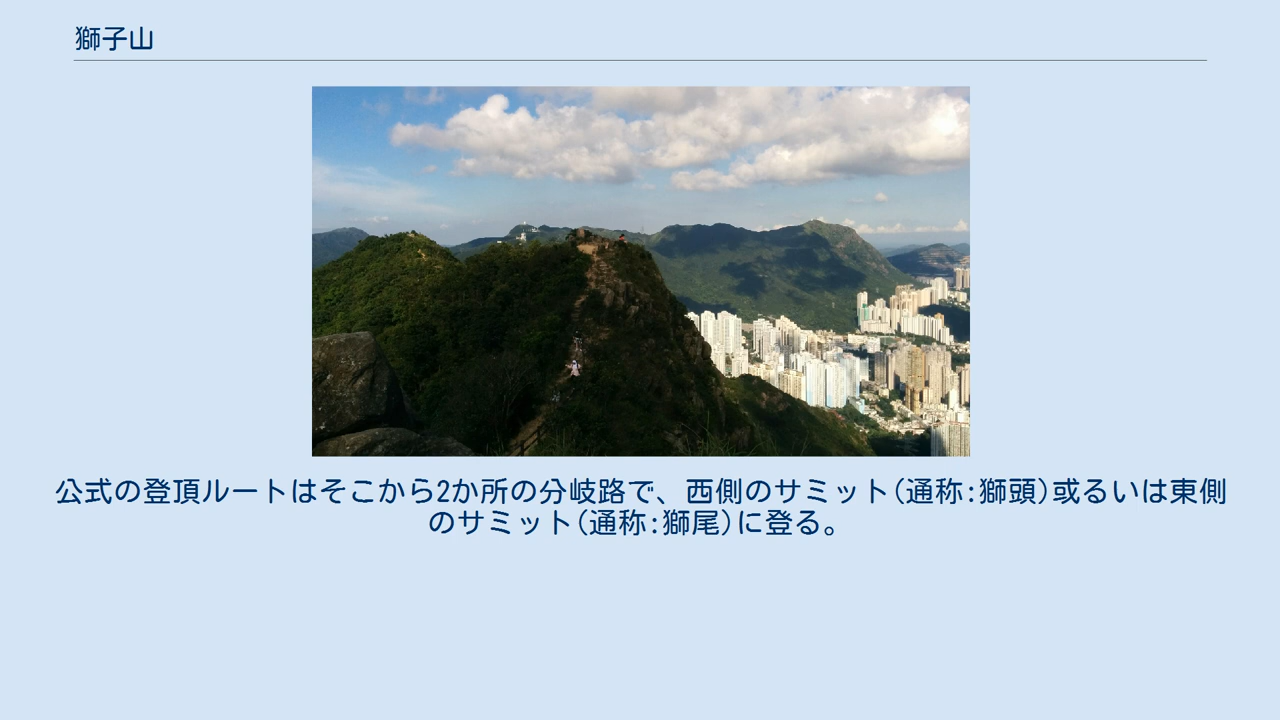 獅子山
公式の登頂ルートはそこから2か所の分岐路で、西側のサミット(通称:獅頭)或るいは東側
のサミット(通称:獅尾)に登る。